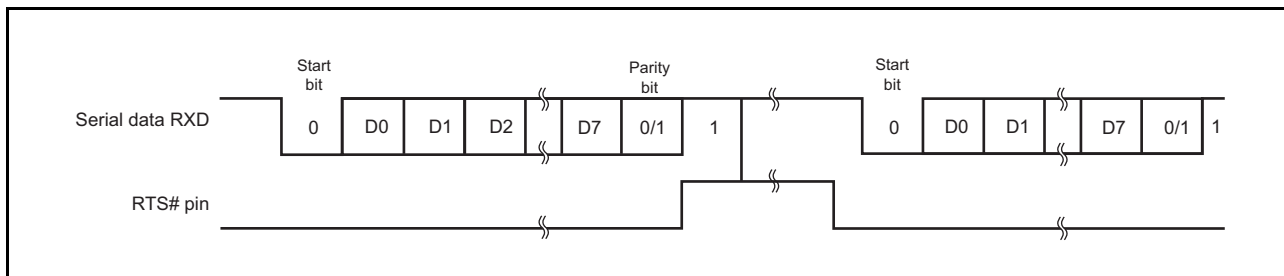 Start bit
Parity bit
Start bit
Serial data RXD
0 D0 D1 D2 D7 0/1 1 0 D0 D1 D7 0/1 1
RTS# pin